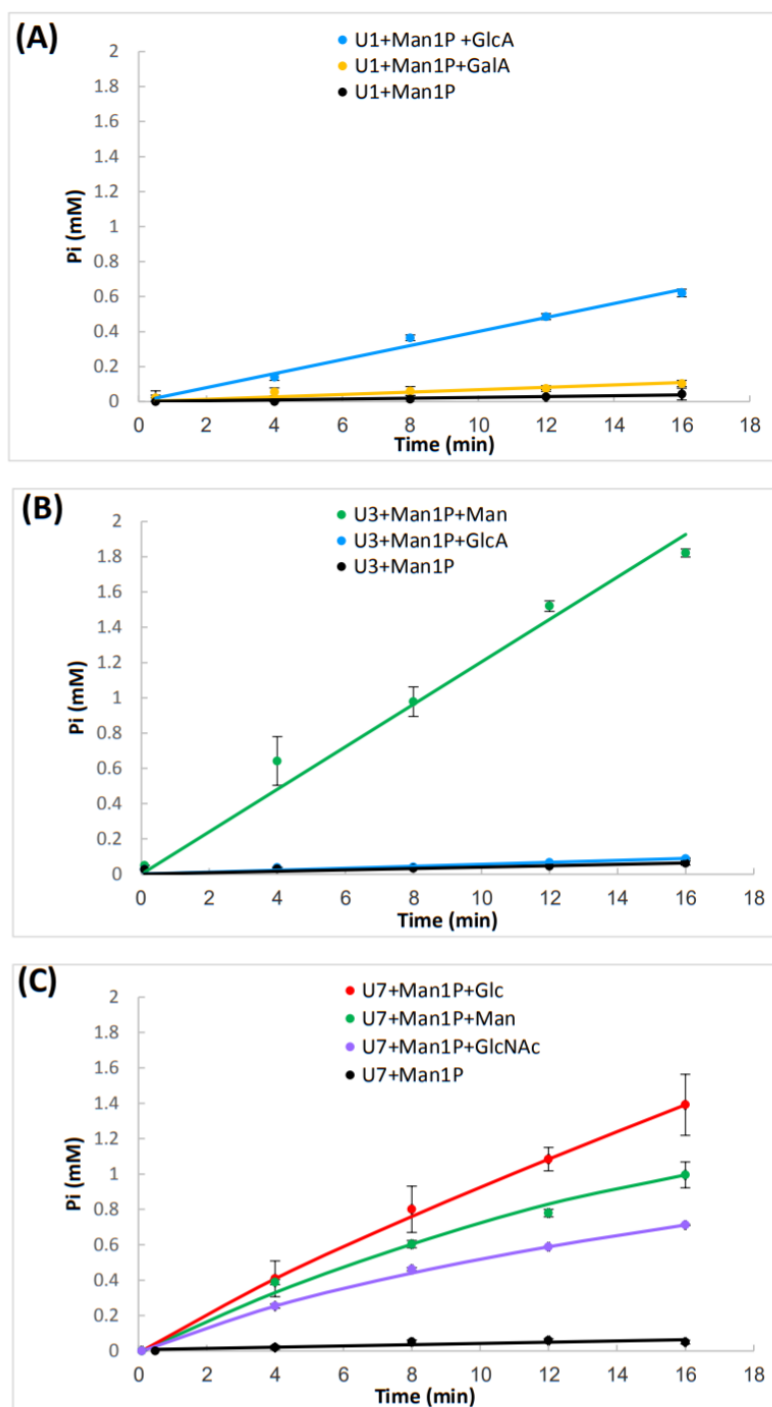 (A)
U1+Man1P +GlcA
U1+Man1P+GalA
U1+Man1P
2
1.8
1.6
1.4
1.2
1
0.8
0.6
0.4
0.2
0
Pi (mM)
0 2 4 6 8 10 12 14 16 18
Time (min)
(B)
U3+Man1P+Man
U3+Man1P+GlcA
U3+Man1P
2
1.8
1.6
1.4
1.2
1
0.8
0.6
0.4
0.2
0
Pi (mM)
0 2 4 6 8 10 12 14 16 18
Time (min)
(C)
U7+Man1P+Glc
U7+Man1P+Man
U7+Man1P+GlcNAc
U7+Man1P
2
1.8
1.6
1.4
1.2
1
0.8
0.6
0.4
0.2
0
Pi (mM)
0 2 4 6 8 10 12 14 16 18
Time (min)